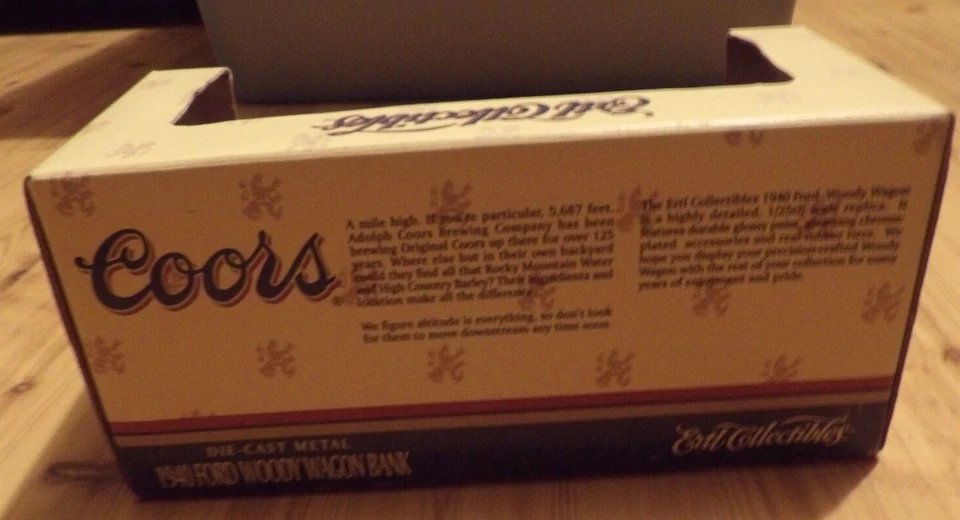 Ertl Collectibles
Coors
®
A mile high. If you're particular, 5,687 feet.
Adolph Coors Brewing Company has been
brewing Original Coors up there for over 125
years. Where else but in their own backyard
could they find all that Rocky Mountain Water
and High Country Barley? Their ingredients and
location make all the difference.
We figure altitude is everything, so don't look
for them to move downstream any time soon.
The Ertl Collectibles 1940 Ford Woody Wagon
is a highly detailed, 1/25th scale replica. It
features durable glossy paint, chrome-
plated accessories and real rubber tires. We
hope you display your precision crafted Woody
Wagon with the rest of your collection for many
years of enjoyment and pride.
DIE-CAST METAL
1940 FORD WOODY WAGON BANK
Ertl Collectibles